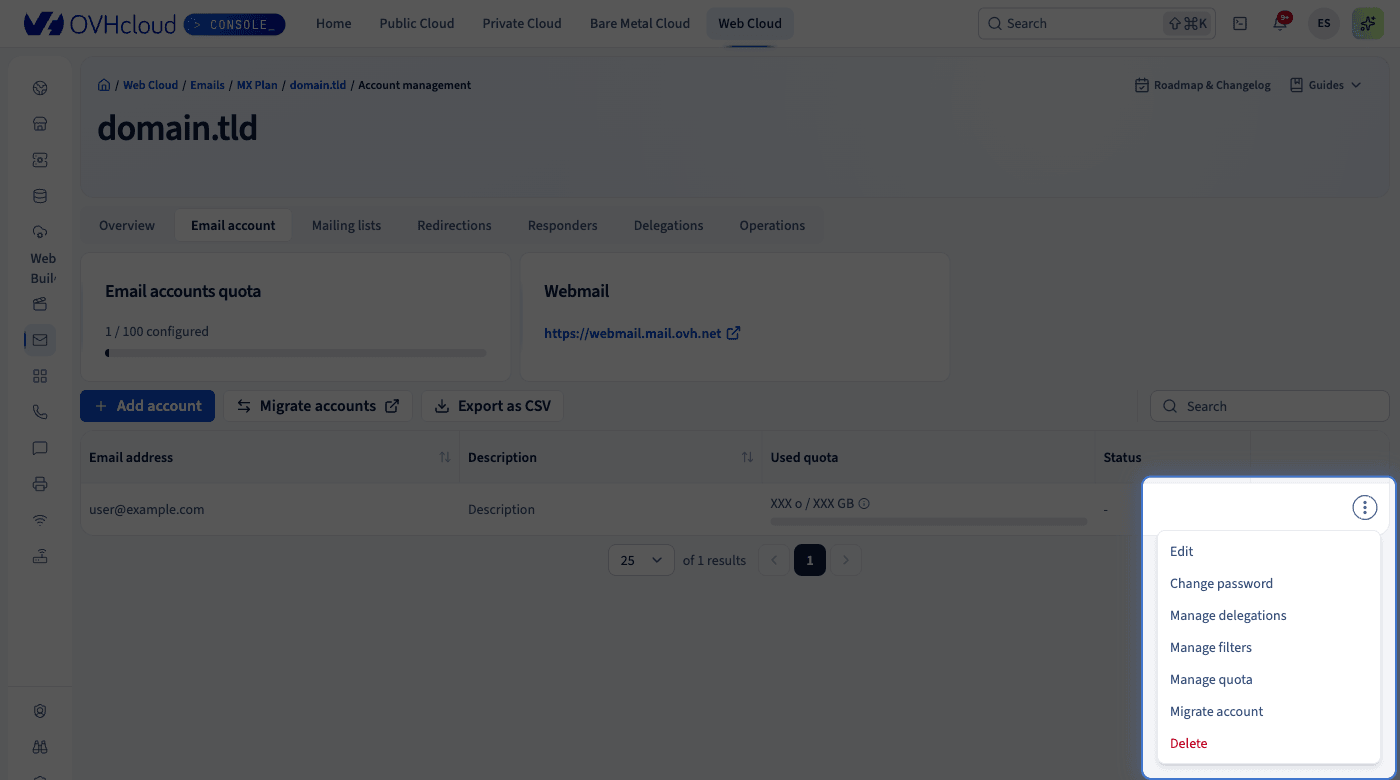 OVHcloud > CONSOLE_
Home Public Cloud Private Cloud Bare Metal Cloud Web Cloud
Search ⇧⌘K 9+ ES
/ Web Cloud / Emails / MX Plan / domain.tld / Account management
Roadmap & Changelog Guides
domain.tld
Overview Email account Mailing lists Redirections Responders Delegations Operations
Web
Buil
Email accounts quota
1 / 100 configured
Webmail
https://webmail.mail.ovh.net
+ Add account Migrate accounts Export as CSV Search
Email address Description Used quota Status
user@example.com Description XXX o / XXX GB -
25 of 1 results 1
Edit
Change password
Manage delegations
Manage filters
Manage quota
Migrate account
Delete